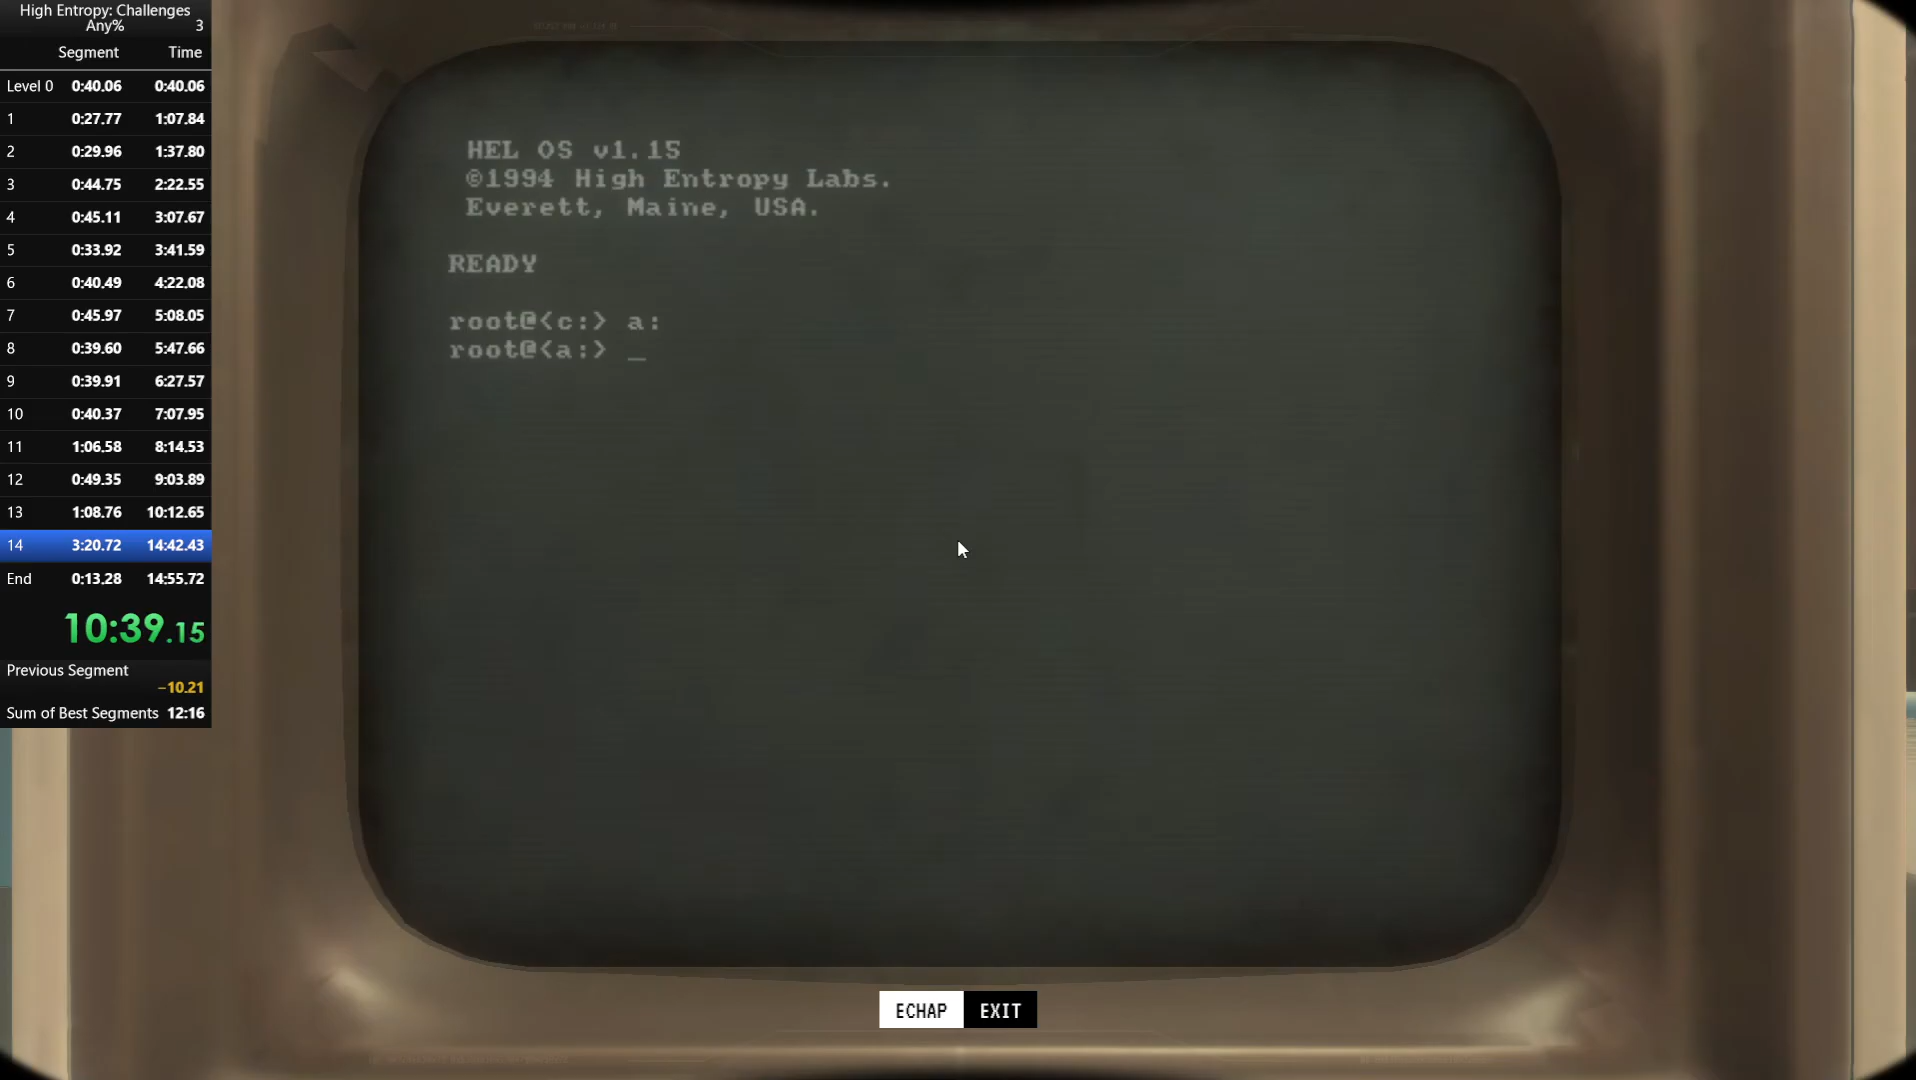 High Entropy: Challenges
Any% 3
Segment Time
Level 0 0:40.06 0:40.06
1 0:27.77 1:07.84
2 0:29.96 1:37.80
3 0:44.75 2:22.55
4 0:45.11 3:07.67
5 0:33.92 3:41.59
6 0:40.49 4:22.08
7 0:45.97 5:08.05
8 0:39.60 5:47.66
9 0:39.91 6:27.57
10 0:40.37 7:07.95
11 1:06.58 8:14.53
12 0:49.35 9:03.89
13 1:08.76 10:12.65
14 3:20.72 14:42.43
End 0:13.28 14:55.72
10:39.15
Previous Segment
−10.21
Sum of Best Segments 12:16
HEL OS v1.15
©1994 High Entropy Labs.
Everett, Maine, USA.
READY
root@<c:> a:
root@<a:> _
ECHAP EXIT